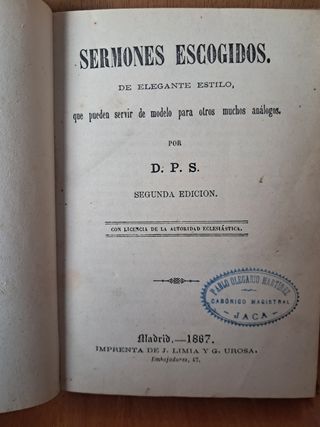 SERMONES ESCOGIDOS.
DE ELEGANTE ESTILO,
que pueden servir de modelo para otros muchos análogos.
POR
D. P. S.
SEGUNDA EDICION.
CON LICENCIA DE LA AUTORIDAD ECLESIÁSTICA.
PABLO OLEGARIO MARTINEZ
CANÓNIGO MAGISTRAL
JACA
Madrid.—1867.
IMPRENTA DE J. LIMIA Y G. UROSA.
Embajadores, 47.